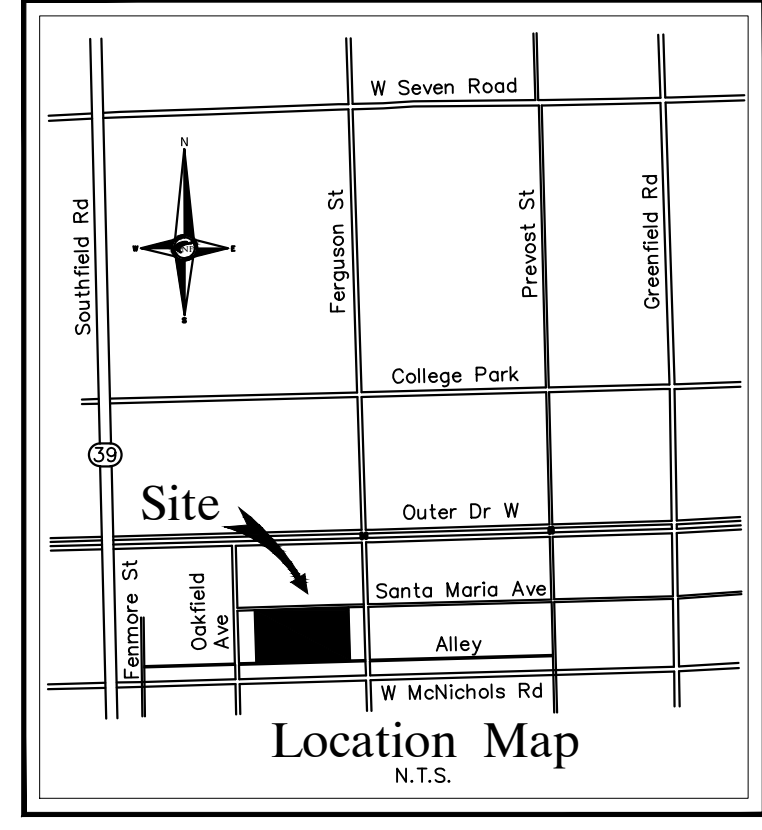 W Seven Road
N
W
E
S
Southfield Rd
Ferguson St
Prevost St
Greenfield Rd
College Park
39
Site
Outer Dr W
Fenmore St
Oakfield
Ave
Santa Maria Ave
Alley
W McNichols Rd
Location Map
N.T.S.